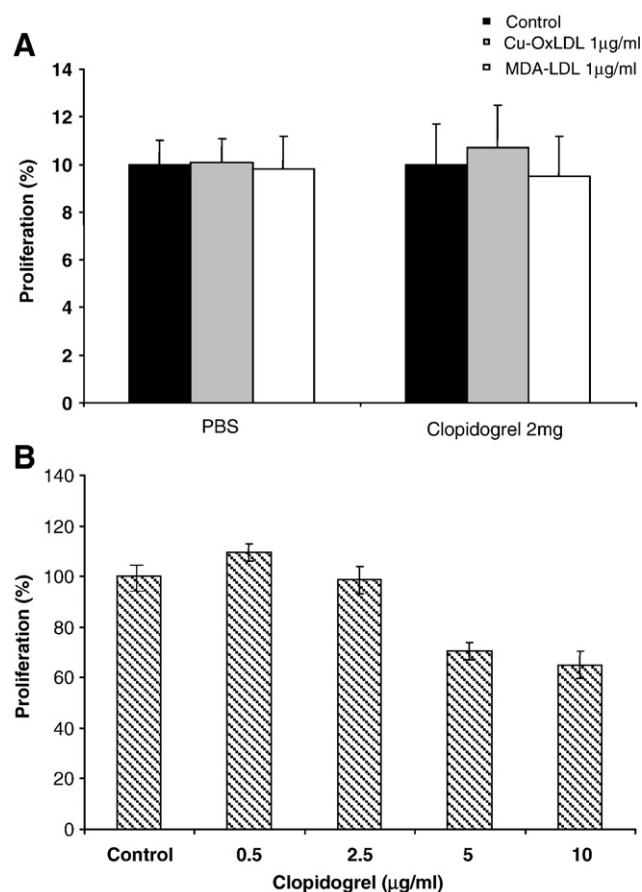 Control
Cu-OxLDL 1µg/ml
MDA-LDL 1µg/ml
A
14
12
10
8
6
4
2
0
Proliferation (%)
PBS Clopidogrel 2mg
B
140
120
100
80
60
40
20
0
Proliferation (%)
Control 0.5 2.5 5 10
Clopidogrel (µg/ml)